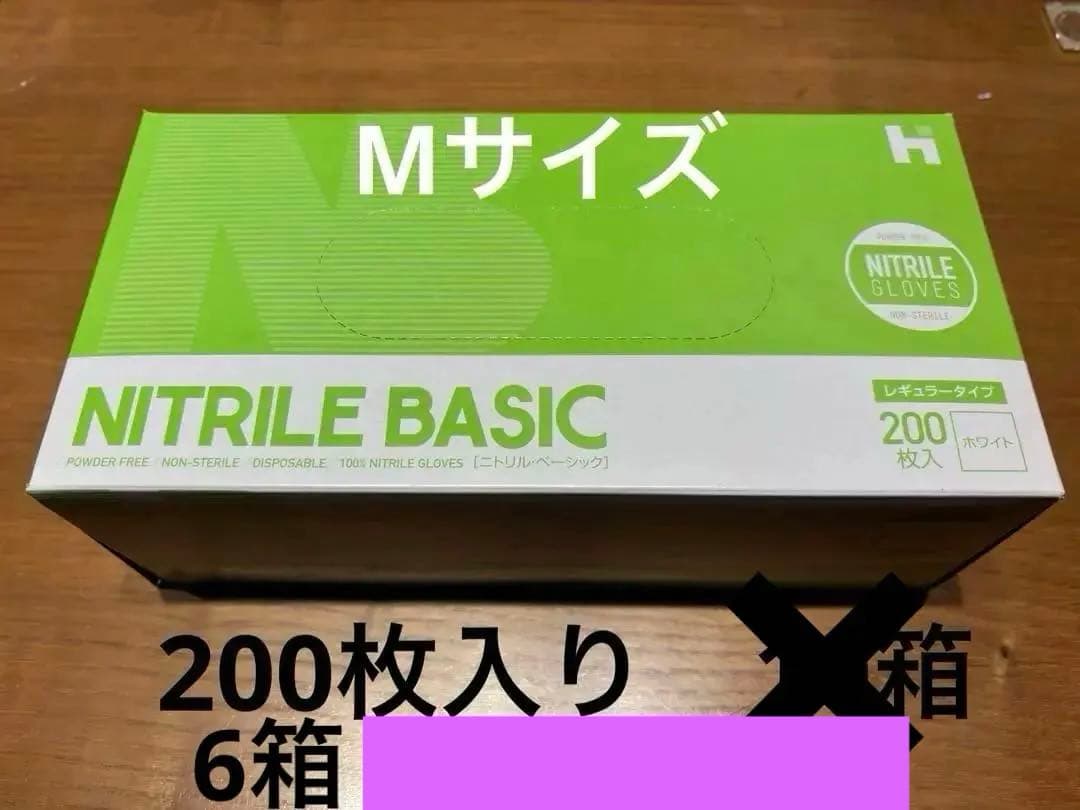 Mサイズ
h
POWDER FREE
NITRILE
GLOVES
NON-STERILE
NITRILE BASIC
POWDER FREE NON-STERILE DISPOSABLE 100% NITRILE GLOVES [ニトリル・ベーシック]
レギュラータイプ
200
枚入
ホワイト
200枚入り 箱
6箱